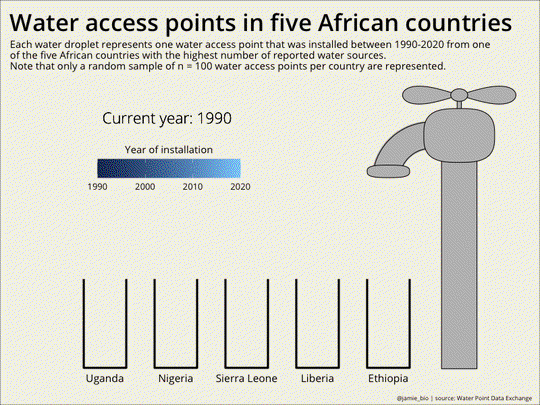 Water access points in five African countries
Each water droplet represents one water access point that was installed between 1990-2020 from one
of the five African countries with the highest number of reported water sources.
Note that only a random sample of n = 100 water access points per country are represented.
Current year: 1990
Year of installation
1990 2000 2010 2020
Uganda Nigeria Sierra Leone Liberia Ethiopia
@jamie_bio | source: Water Point Data Exchange